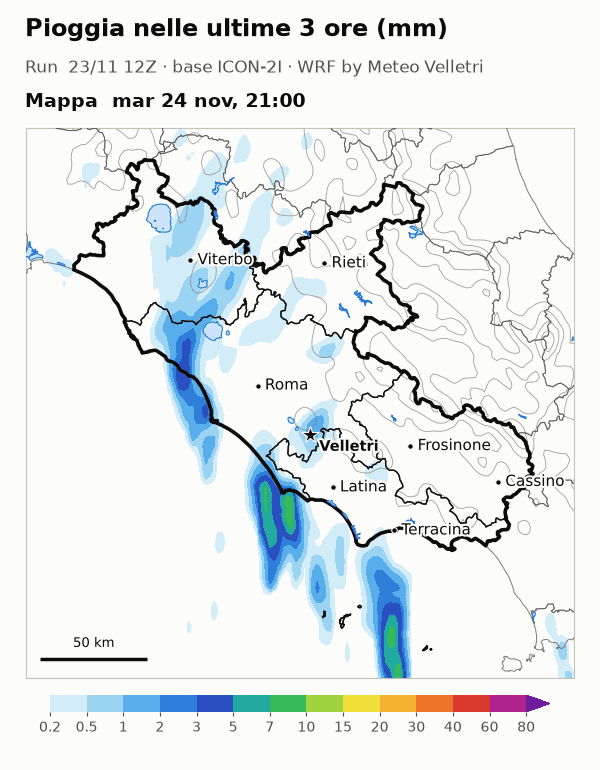 Pioggia nelle ultime 3 ore (mm)
Run  23/11 12Z · base ICON-2I · WRF by Meteo Velletri
Mappa  mar 24 nov, 21:00
Viterbo
Rieti
Roma
Velletri
Frosinone
Cassino
Latina
Terracina
50 km
0.2 0.5 1 2 3 5 7 10 15 20 30 40 60 80